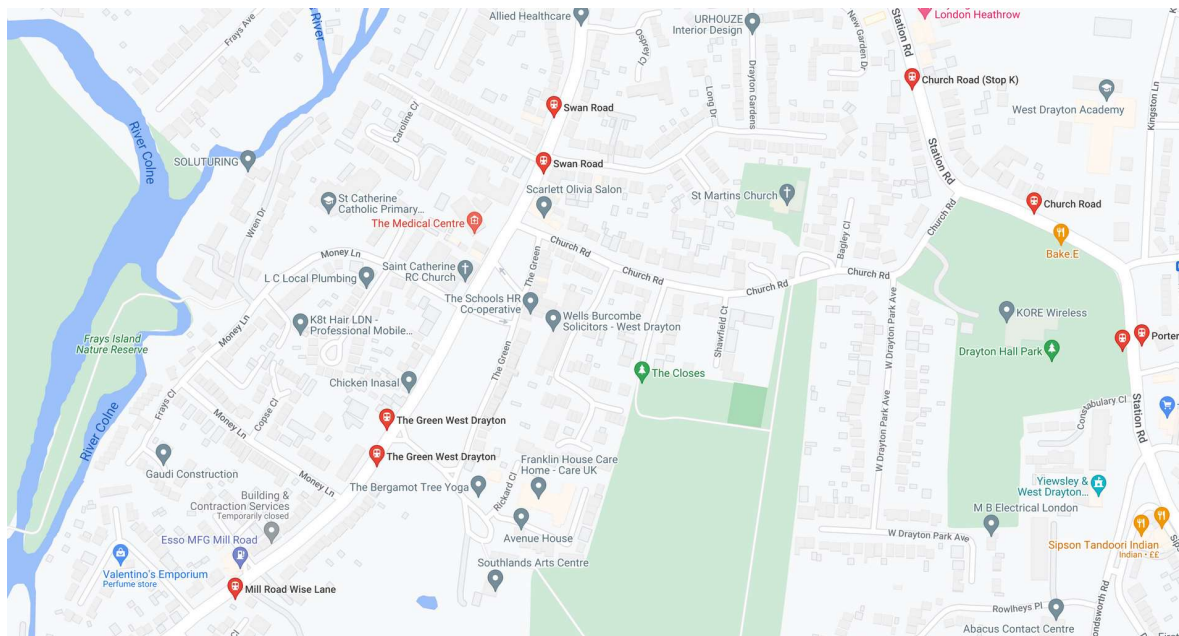 Allied Healthcare
URHOUZE
Interior Design
London Heathrow
Station Rd
Frays Ave
River
Osprey Cl
New Garden Dr
Church Road (Stop K)
West Drayton Academy
Kingston Ln
Swan Road
Long Dr
Drayton Gardens
Caroline Cl
River Colne
SOLUTURING
Swan Road
Station Rd
Scarlett Olivia Salon
St Martins Church
St Catherine
Catholic Primary...
The Medical Centre
Wren Dr
Church Rd
Church Road
Bagley Cl
Bake.E
Money Ln
Church Rd
The Green
Saint Catherine
RC Church
L C Local Plumbing
Church Rd
Church Rd
Church Rd
The Schools HR
Co-operative
Wells Burcombe
Solicitors - West Drayton
Shawfield Ct
W Drayton Park Ave
KORE Wireless
K8t Hair LDN -
Professional Mobile...
Money Ln
Frays Island
Nature Reserve
Drayton Hall Park
Porter
The Green
The Closes
Chicken Inasal
Frays Cl
Copse Cl
Money Ln
River Colne
The Green West Drayton
W Drayton Park Ave
Constabulary Cl
Station Rd
The Green West Drayton
Gaudi Construction
Franklin House Care
Home - Care UK
The Bergamot Tree Yoga
Rickard Cl
Money Ln
Building &
Contraction Services
Temporarily closed
Yiewsley &
West Drayton...
M B Electrical London
Esso MFG Mill Road
Avenue House
W Drayton Park Ave
Sipson Tandoori Indian
Indian • ££
Valentino's Emporium
Perfume store
Southlands Arts Centre
Mill Road Wise Lane
Rowlheys Pl
Abacus Contact Centre